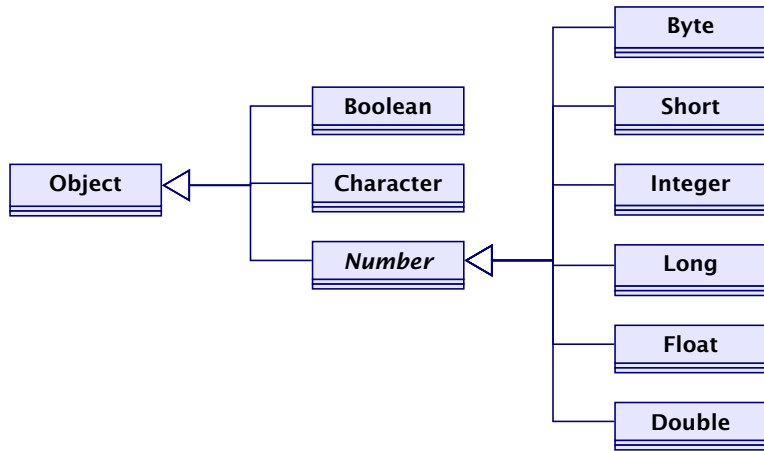 Object
Boolean
Character
Number
Byte
Short
Integer
Long
Float
Double